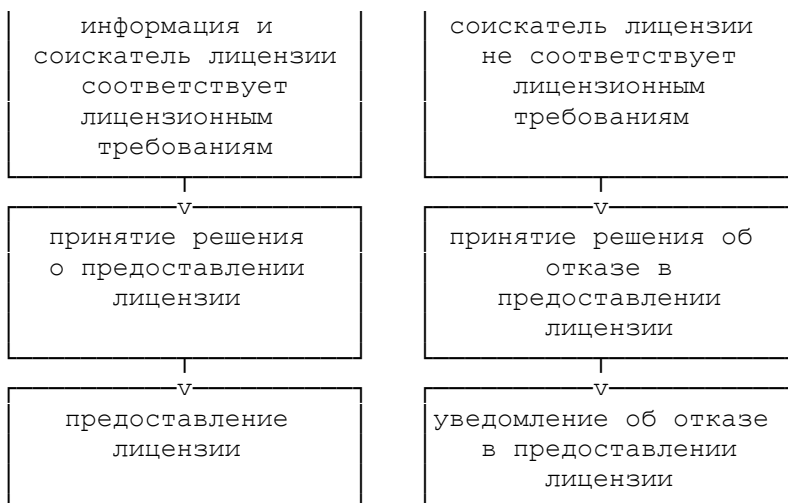 информация и
соискатель лицензии
соответствует
лицензионным
требованиям
соискатель лицензии
не соответствует
лицензионным
требованиям
принятие решения
о предоставлении
лицензии
принятие решения об
отказе в
предоставлении
лицензии
предоставление
лицензии
уведомление об отказе
в предоставлении
лицензии